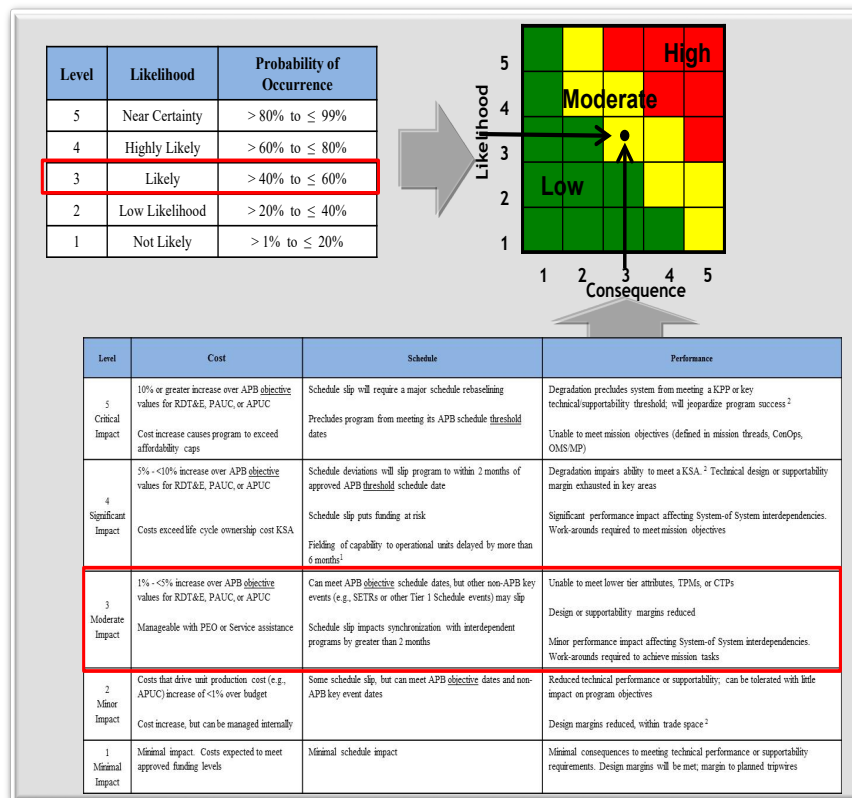 Level Likelihood Probability of
Occurrence
5 Near Certainty > 80% to ≤ 99%
4 Highly Likely > 60% to ≤ 80%
3 Likely > 40% to ≤ 60%
2 Low Likelihood > 20% to ≤ 40%
1 Not Likely > 1% to ≤ 20%
Likelihood
5
4
3
2
1
High
Moderate
Low
1 2 3 4 5
Consequence
Level Cost Schedule Performance
5
Critical
Impact
10% or greater increase over APB objective
values for RDT&E, PAUC, or APUC
Cost increase causes program to exceed
affordability caps
Schedule slip will require a major schedule rebaselining
Precludes program from meeting its APB schedule threshold
dates
Degradation precludes system from meeting a KPP or key
technical/supportability threshold; will jeopardize program success 2
Unable to meet mission objectives (defined in mission threads, ConOps,
OMS/MP)
4
Significant
Impact
5% - <10% increase over APB objective
values for RDT&E, PAUC, or APUC
Costs exceed life cycle ownership cost KSA
Schedule deviations will slip program to within 2 months of
approved APB threshold schedule date
Schedule slip puts funding at risk
Fielding of capability to operational units delayed by more than
6 months1
Degradation impairs ability to meet a KSA. 2 Technical design or supportability
margin exhausted in key areas
Significant performance impact affecting System-of System interdependencies.
Work-arounds required to meet mission objectives
3
Moderate
Impact
1% - <5% increase over APB objective
values for RDT&E, PAUC, or APUC
Manageable with PEO or Service assistance
Can meet APB objective schedule dates, but other non-APB key
events (e.g., SETRs or other Tier 1 Schedule events) may slip
Schedule slip impacts synchronization with interdependent
programs by greater than 2 months
Unable to meet lower tier attributes, TPMs, or CTPs
Design or supportability margins reduced
Minor performance impact affecting System-of System interdependencies.
Work-arounds required to achieve mission tasks
2
Minor
Impact
Costs that drive unit production cost (e.g.,
APUC) increase of <1% over budget
Cost increase, but can be managed internally
Some schedule slip, but can meet APB objective dates and non-
APB key event dates
Reduced technical performance or supportability; can be tolerated with little
impact on program objectives
Design margins reduced, within trade space 2
1
Minimal
Impact
Minimal impact. Costs expected to meet
approved funding levels
Minimal schedule impact
Minimal consequences to meeting technical performance or supportability
requirements. Design margins will be met; margin to planned tripwires